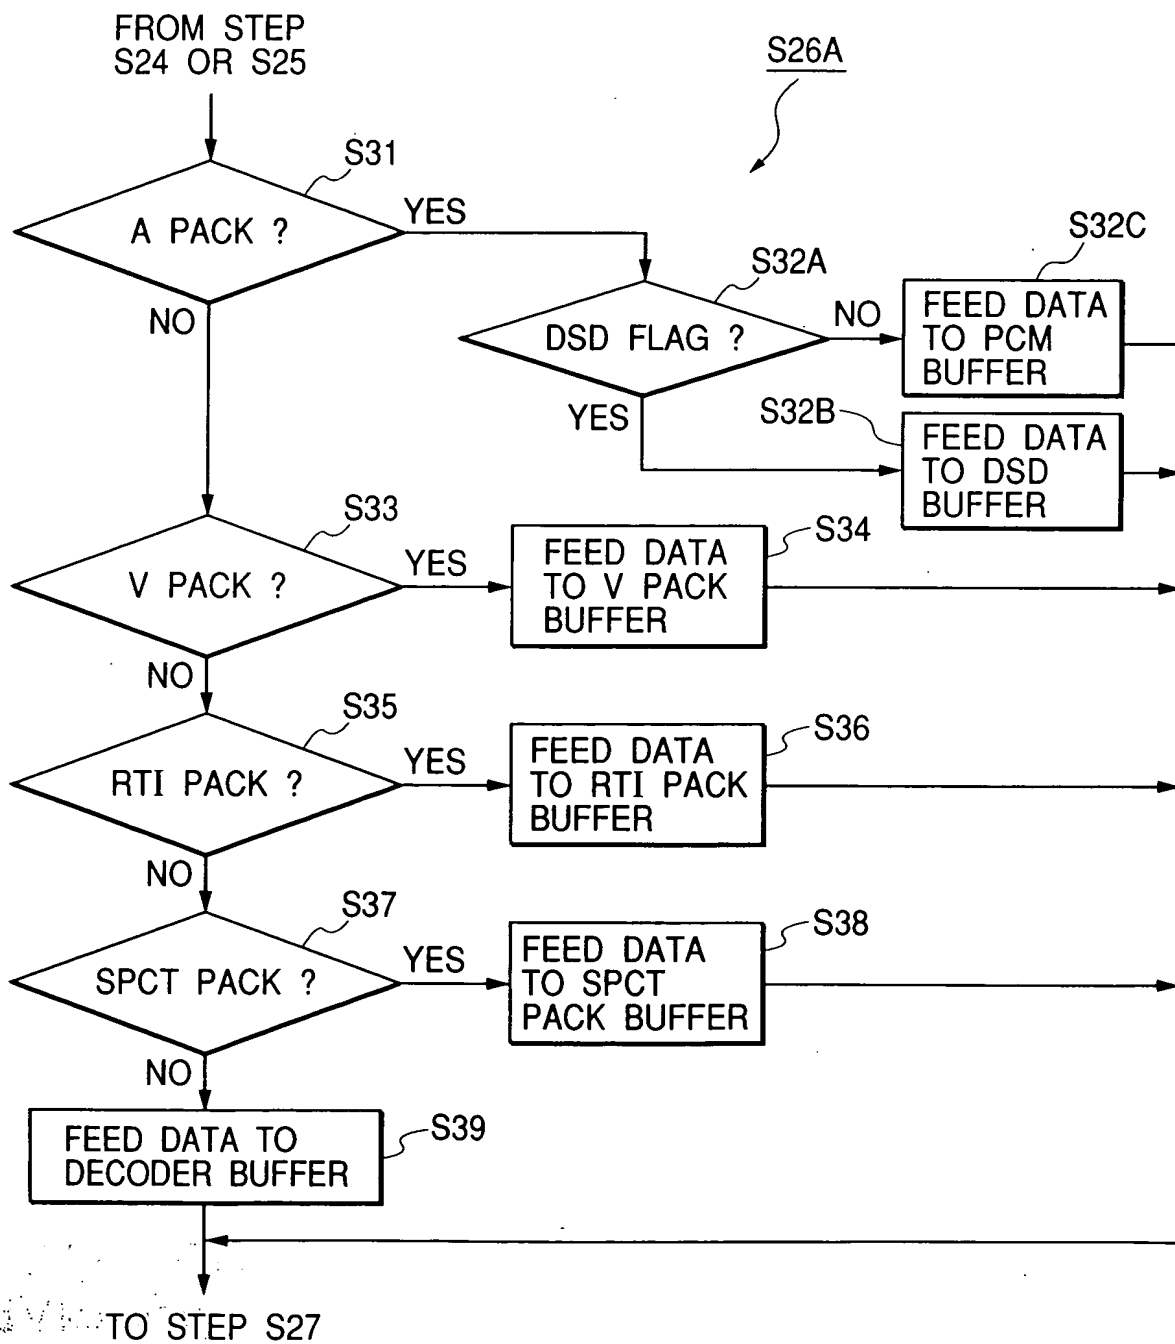 FROM STEP
S24 OR S25
S26A
S31
A PACK ?
YES
NO
S32A
DSD FLAG ?
NO
YES
S32C
FEED DATA
TO PCM
BUFFER
S32B
FEED DATA
TO DSD
BUFFER
S33
V PACK ?
YES
NO
S34
FEED DATA
TO V PACK
BUFFER
S35
RTI PACK ?
YES
NO
S36
FEED DATA
TO RTI PACK
BUFFER
S37
SPCT PACK ?
YES
NO
S38
FEED DATA
TO SPCT
PACK BUFFER
S39
FEED DATA TO
DECODER BUFFER
TO STEP S27